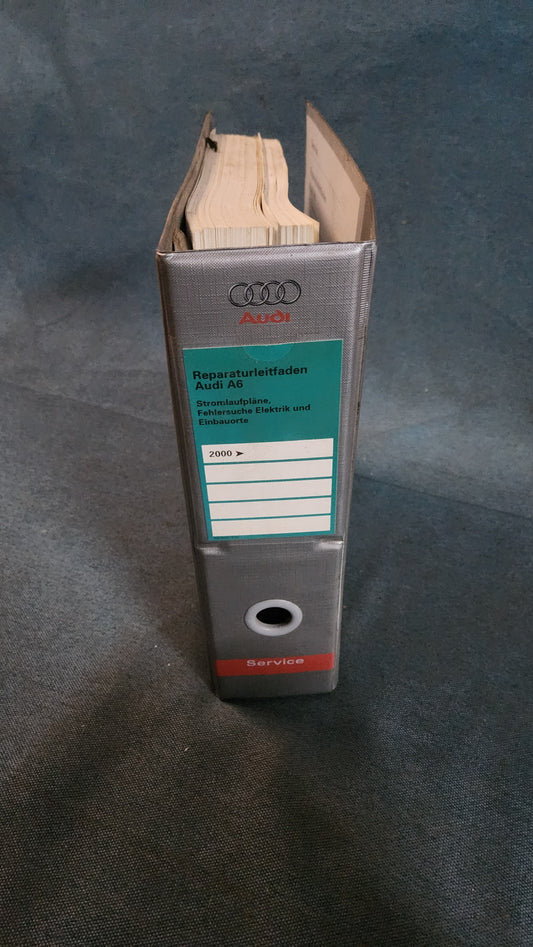 Audi
Reparaturleitfaden
Audi A6
Stromlaufpläne,
Fehlersuche Elektrik und
Einbauorte
2000 ➤
Service